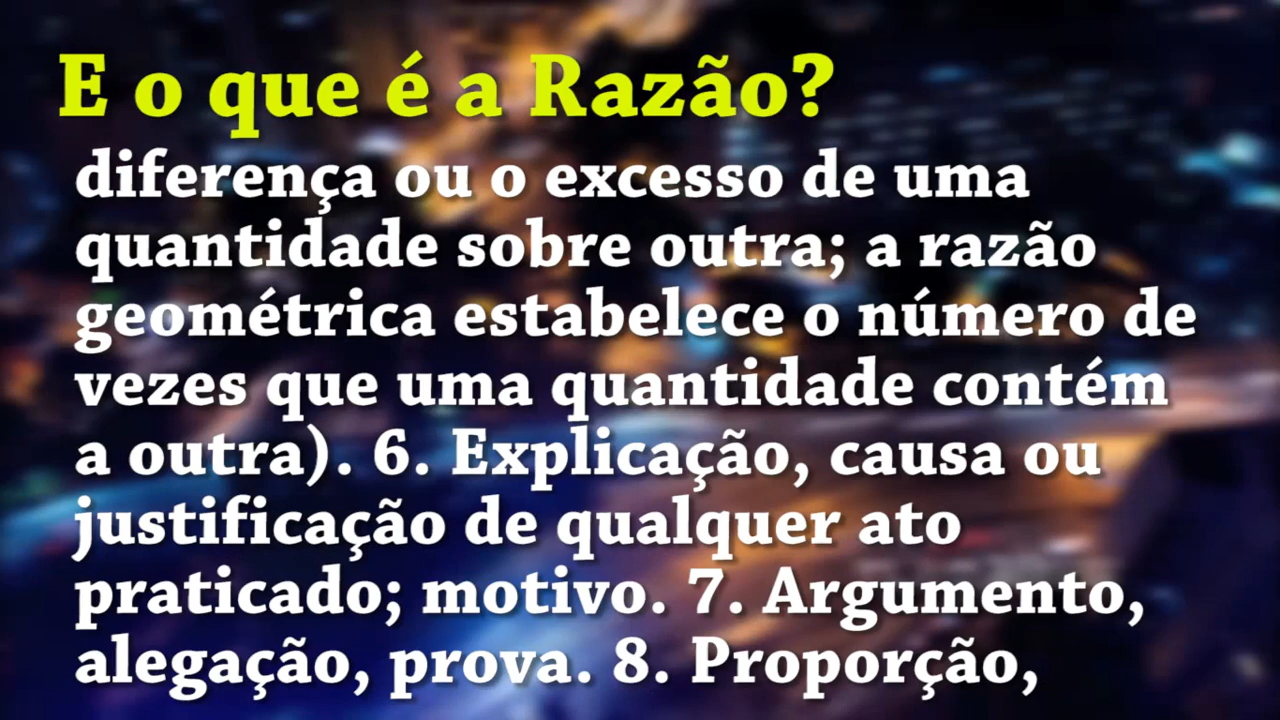 E o que é a Razão?
diferença ou o excesso de uma
quantidade sobre outra; a razão
geométrica estabelece o número de
vezes que uma quantidade contém
a outra). 6. Explicação, causa ou
justificação de qualquer ato
praticado; motivo. 7. Argumento,
alegação, prova. 8. Proporção,